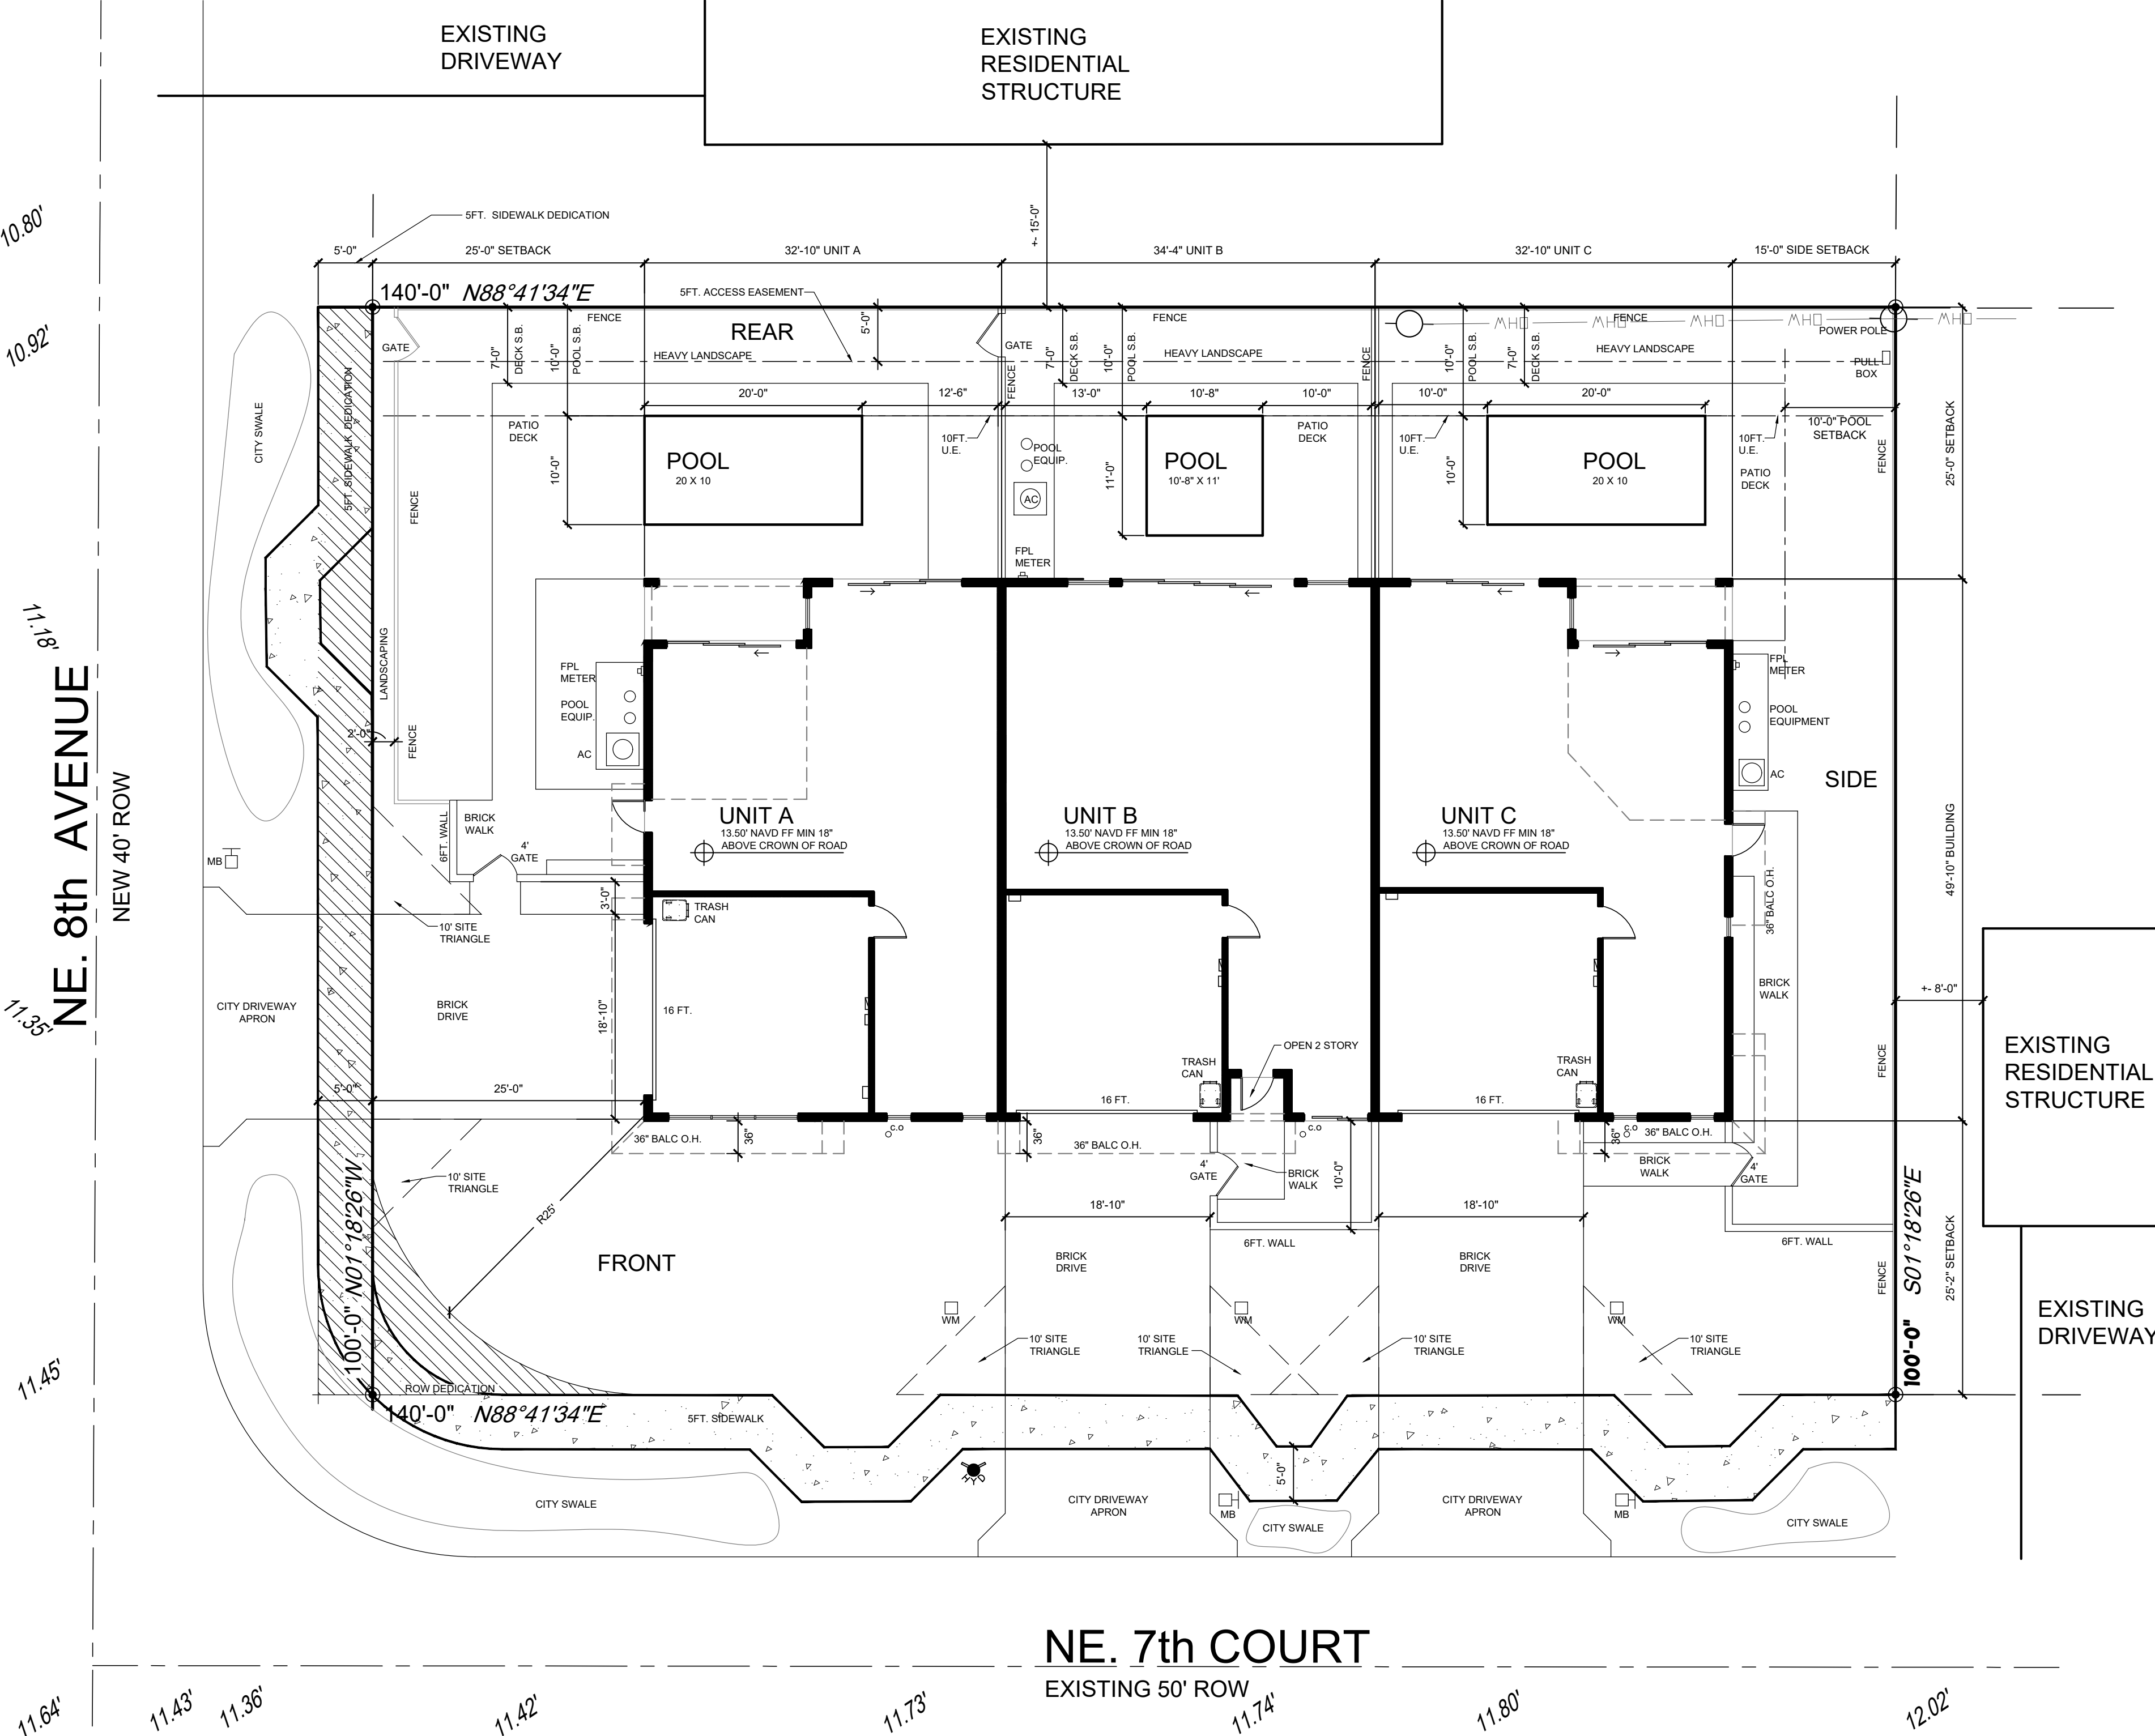 EXISTING
DRIVEWAY
EXISTING
RESIDENTIAL
STRUCTURE
10.80'
10.92'
11.18'
11.35'
11.45'
5FT. SIDEWALK DEDICATION
+- 15'-0"
5'-0"
25'-0" SETBACK
32'-10" UNIT A
34'-4" UNIT B
32'-10" UNIT C
15'-0" SIDE SETBACK
140'-0" N88°41'34"E
5FT. ACCESS EASEMENT
FENCE
REAR
5'-0"
FENCE
OHW
OHW
FENCE
OHW
OHW
OHW
POWER POLE
GATE
7'-0"
DECK S.B.
10'-0"
POOL S.B.
HEAVY LANDSCAPE
GATE
7'-0"
DECK S.B.
10'-0"
POOL S.B.
HEAVY LANDSCAPE
FENCE
10'-0"
POOL S.B.
7'-0"
DECK S.B.
HEAVY LANDSCAPE
PULL
BOX
FENCE
20'-0"
12'-6"
13'-0"
10'-8"
10'-0"
10'-0"
20'-0"
10'-0" POOL
SETBACK
CITY SWALE
5FT. SIDEWALK DEDICATION
PATIO
DECK
10FT.
U.E.
PATIO
DECK
10FT.
U.E.
10FT.
U.E.
PATIO
DECK
FENCE
25'-0" SETBACK
FENCE
10'-0"
POOL
20 X 10
POOL
EQUIP.
AC
11'-0"
POOL
10'-8" X 11'
10'-0"
POOL
20 X 10
FPL
METER
LANDSCAPING
FPL
METER
POOL
EQUIP.
AC
2'-0"
FENCE
FPL
METER
POOL
EQUIPMENT
AC
SIDE
NE. 8th AVENUE
NEW 40' ROW
UNIT A
13.50' NAVD FF MIN 18"
ABOVE CROWN OF ROAD
UNIT B
13.50' NAVD FF MIN 18"
ABOVE CROWN OF ROAD
UNIT C
13.50' NAVD FF MIN 18"
ABOVE CROWN OF ROAD
49'-10" BUILDING
MB
6FT. WALL
BRICK
WALK
4'
GATE
3'-0"
TRASH
CAN
36" BALC O.H.
10' SITE
TRIANGLE
CITY DRIVEWAY
APRON
BRICK
DRIVE
18'-10"
16 FT.
BRICK
WALK
+- 8'-0"
EXISTING
RESIDENTIAL
STRUCTURE
OPEN 2 STORY
TRASH
CAN
TRASH
CAN
FENCE
5'-0"
25'-0"
16 FT.
16 FT.
36" BALC O.H.
36"
c.o
36"
36" BALC O.H.
c.o
36"
c.o
36" BALC O.H.
10' SITE
TRIANGLE
4'
GATE
BRICK
WALK
10'-0"
BRICK
WALK
4'
GATE
R25'
18'-10"
18'-10"
100'-0" N01°18'26"W
FRONT
6FT. WALL
6FT. WALL
BRICK
DRIVE
BRICK
DRIVE
FENCE
S01°18'26"E
100'-0"
25'-2" SETBACK
EXISTING
DRIVEWAY
WM
WM
WM
10' SITE
TRIANGLE
10' SITE
TRIANGLE
10' SITE
TRIANGLE
10' SITE
TRIANGLE
ROW DEDICATION
140'-0" N88°41'34"E
5FT. SIDEWALK
HYD
5'-0"
CITY SWALE
CITY DRIVEWAY
APRON
MB
CITY SWALE
CITY DRIVEWAY
APRON
MB
CITY SWALE
NE. 7th COURT
EXISTING 50' ROW
11.64'
11.43'
11.36'
11.42'
11.73'
11.74'
11.80'
12.02'